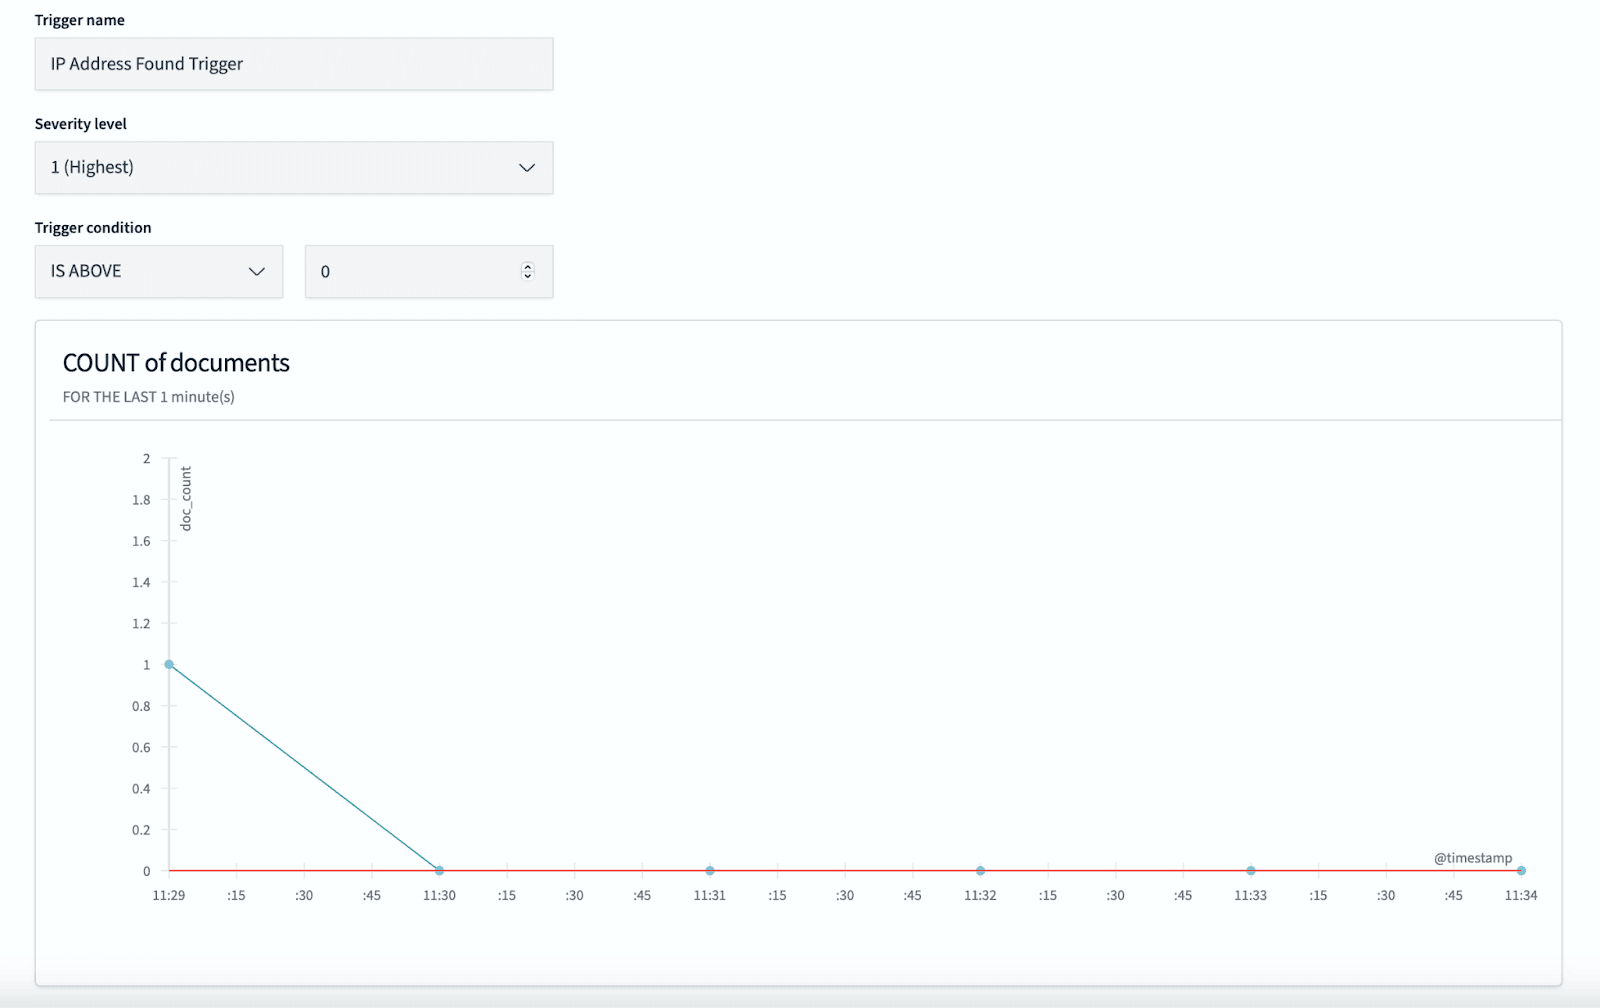 Trigger name
IP Address Found Trigger
Severity level
1 (Highest)
Trigger condition
IS ABOVE
0
COUNT of documents
FOR THE LAST 1 minute(s)
2
doc_count
1.8
1.6
1.4
1.2
1
0.8
0.6
0.4
0.2
0
@timestamp
11:29 :15 :30 :45 11:30 :15 :30 :45 11:31 :15 :30 :45 11:32 :15 :30 :45 11:33 :15 :30 :45 11:34